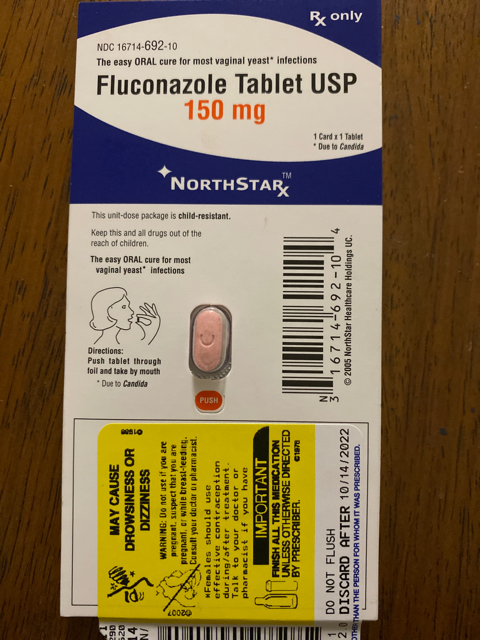 Rx only
NDC 16714-692-10
The easy ORAL cure for most vaginal yeast* infections
Fluconazole Tablet USP
150 mg
1 Card x 1 Tablet
* Due to Candida
NORTHSTARx™
This unit-dose package is child-resistant.
Keep this and all drugs out of the
reach of children.
The easy ORAL cure for most
vaginal yeast* infections
Directions:
Push tablet through
foil and take by mouth
* Due to Candida
PUSH
N 3 16714-692-10 4
© 2005 NorthStar Healthcare Holdings UC.
MAY CAUSE
DROWSINESS OR
DIZZINESS
WARNING: Do not use if you are
pregnant, suspect that you are
pregnant, or while breast-feeding.
Consult your doctor or pharmacist.
©2007
*Females should use
effective contraception
during/after treatment.
Talk to your doctor or
pharmacist if you have
IMPORTANT
FINISH ALL THIS MEDICATION
UNLESS OTHERWISE DIRECTED
BY PRESCRIBER.
©1975
DO NOT FLUSH
DISCARD AFTER 10/14/2022
OTHER THAN THE PERSON FOR WHOM IT WAS PRESCRIBED.